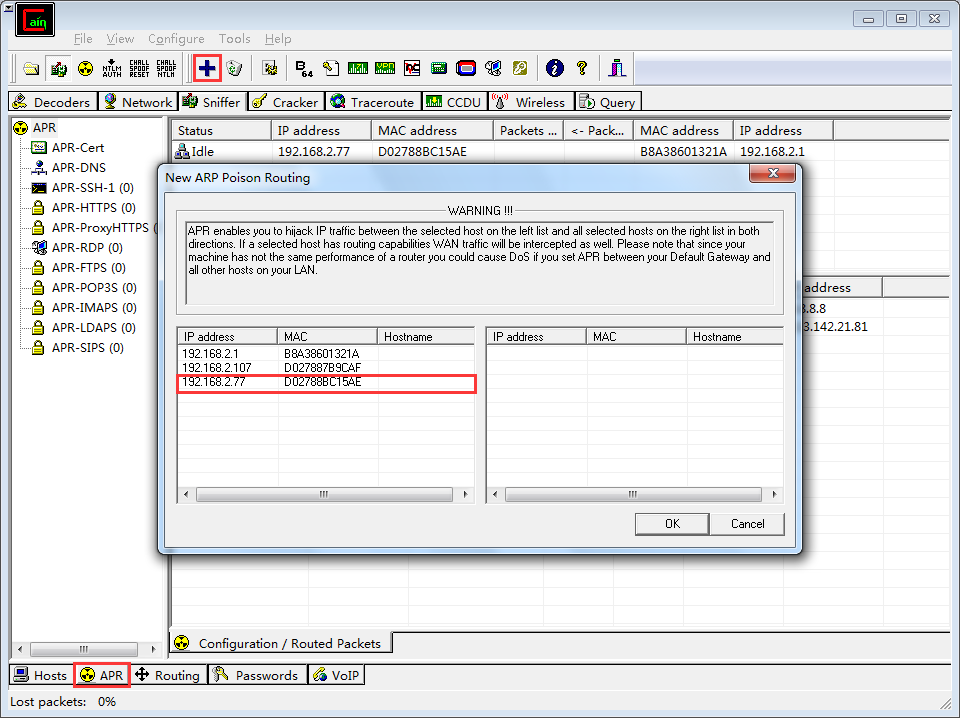 Cain
File View Configure Tools Help
NTLM AUTH
CHALL SPOOF RESET
CHALL SPOOF NTLM
B64
Decoders Network Sniffer Cracker Traceroute CCDU Wireless Query
APR
APR-Cert
APR-DNS
APR-SSH-1 (0)
APR-HTTPS (0)
APR-ProxyHTTPS (
APR-RDP (0)
APR-FTPS (0)
APR-POP3S (0)
APR-IMAPS (0)
APR-LDAPS (0)
APR-SIPS (0)
Status IP address MAC address Packets ... <- Pack... MAC address IP address
Idle 192.168.2.77 D02788BC15AE B8A38601321A 192.168.2.1
address
.8.8
3.142.21.81
New ARP Poison Routing
WARNING !!!
APR enables you to hijack IP traffic between the selected host on the left list and all selected hosts on the right list in both
directions. If a selected host has routing capabilities WAN traffic will be intercepted as well. Please note that since your
machine has not the same performance of a router you could cause DoS if you set APR between your Default Gateway and
all other hosts on your LAN.
IP address MAC Hostname
192.168.2.1 B8A38601321A
192.168.2.107 D027887B9CAF
192.168.2.77 D02788BC15AE
IP address MAC Hostname
OK Cancel
Configuration / Routed Packets
Hosts APR Routing Passwords VoIP
Lost packets: 0%